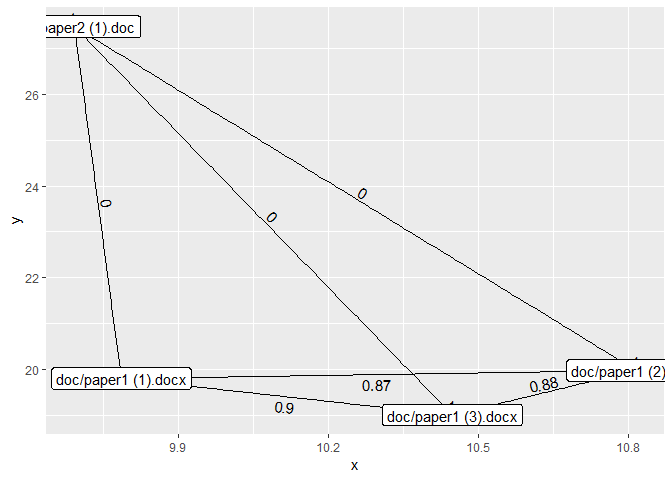 paper2 (1).doc
26
0
0
24
0
y
22
20
doc/paper1 (2)
doc/paper1 (1).docx
0.87
0.88
0.9
doc/paper1 (3).docx
9.9
10.2
10.5
10.8
x